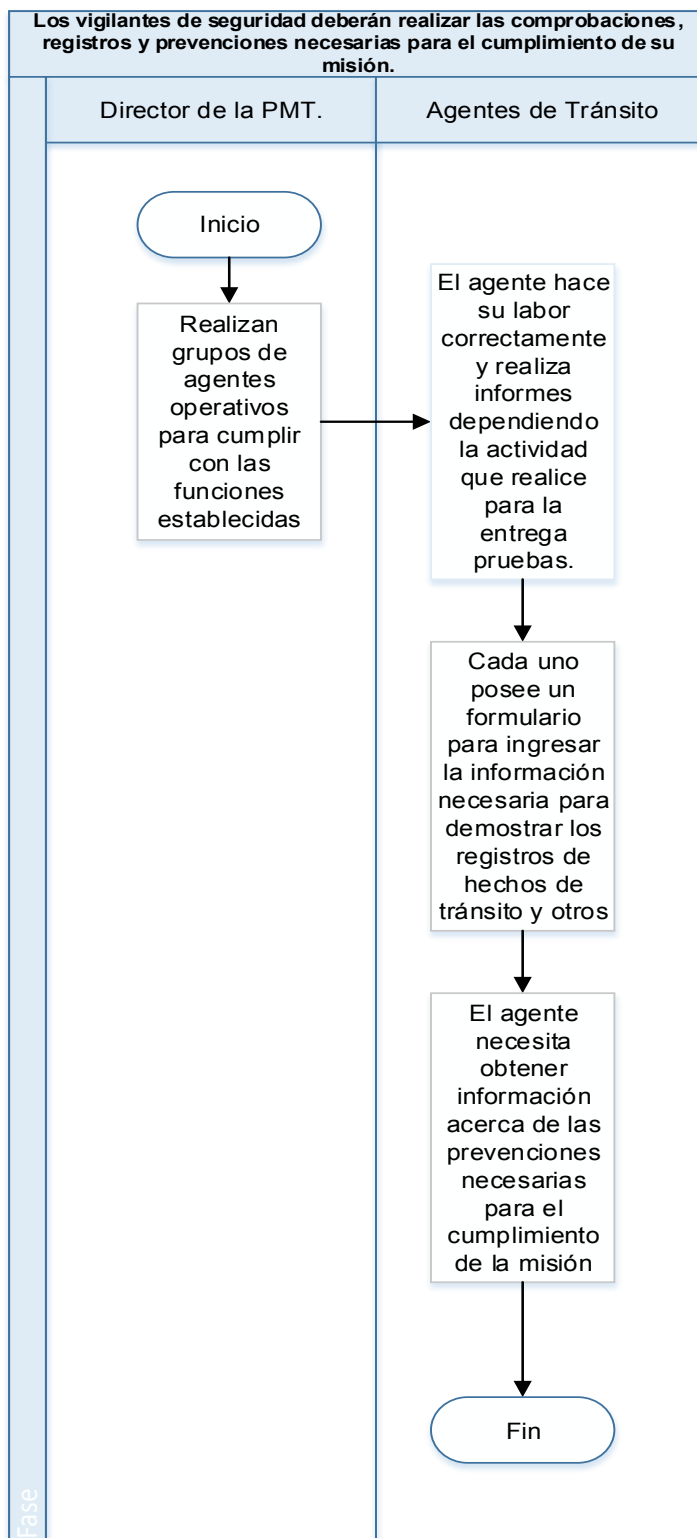 Los vigilantes de seguridad deberán realizar las comprobaciones,
registros y prevenciones necesarias para el cumplimiento de su
misión.
Director de la PMT.
Agentes de Tránsito
Inicio
Realizan
grupos de
agentes
operativos
para cumplir
con las
funciones
establecidas
El agente hace
su labor
correctamente
y realiza
informes
dependiendo
la actividad
que realice
para la
entrega
pruebas.
Cada uno
posee un
formulario
para ingresar
la información
necesaria para
demostrar los
registros de
hechos de
tránsito y otros
El agente
necesita
obtener
información
acerca de las
prevenciones
necesarias
para el
cumplimiento
de la misión
Fin
Fase